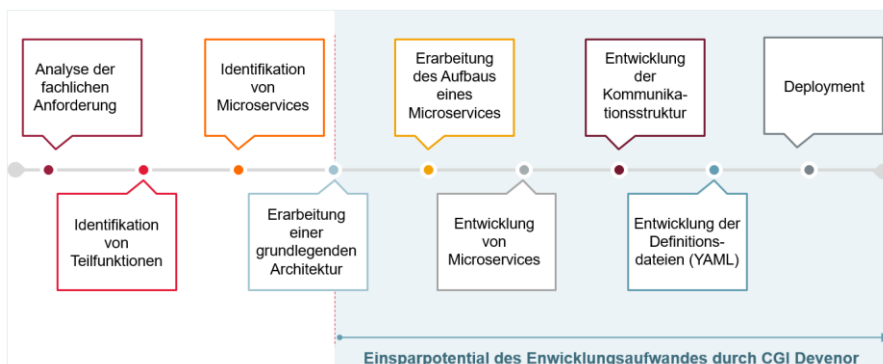 Analyse der
fachlichen
Anforderung
Identifikation
von
Teilfunktionen
Identifikation
von
Microservices
Erarbeitung
einer
grundlegenden
Architektur
Erarbeitung
des Aufbaus
eines
Microservices
Entwicklung
von
Microservices
Entwicklung
der
Kommunika-
tionsstruktur
Entwicklung der
Definitions-
dateien (YAML)
Deployment
Einsparpotential des Enwicklungsaufwandes durch CGI Devenor